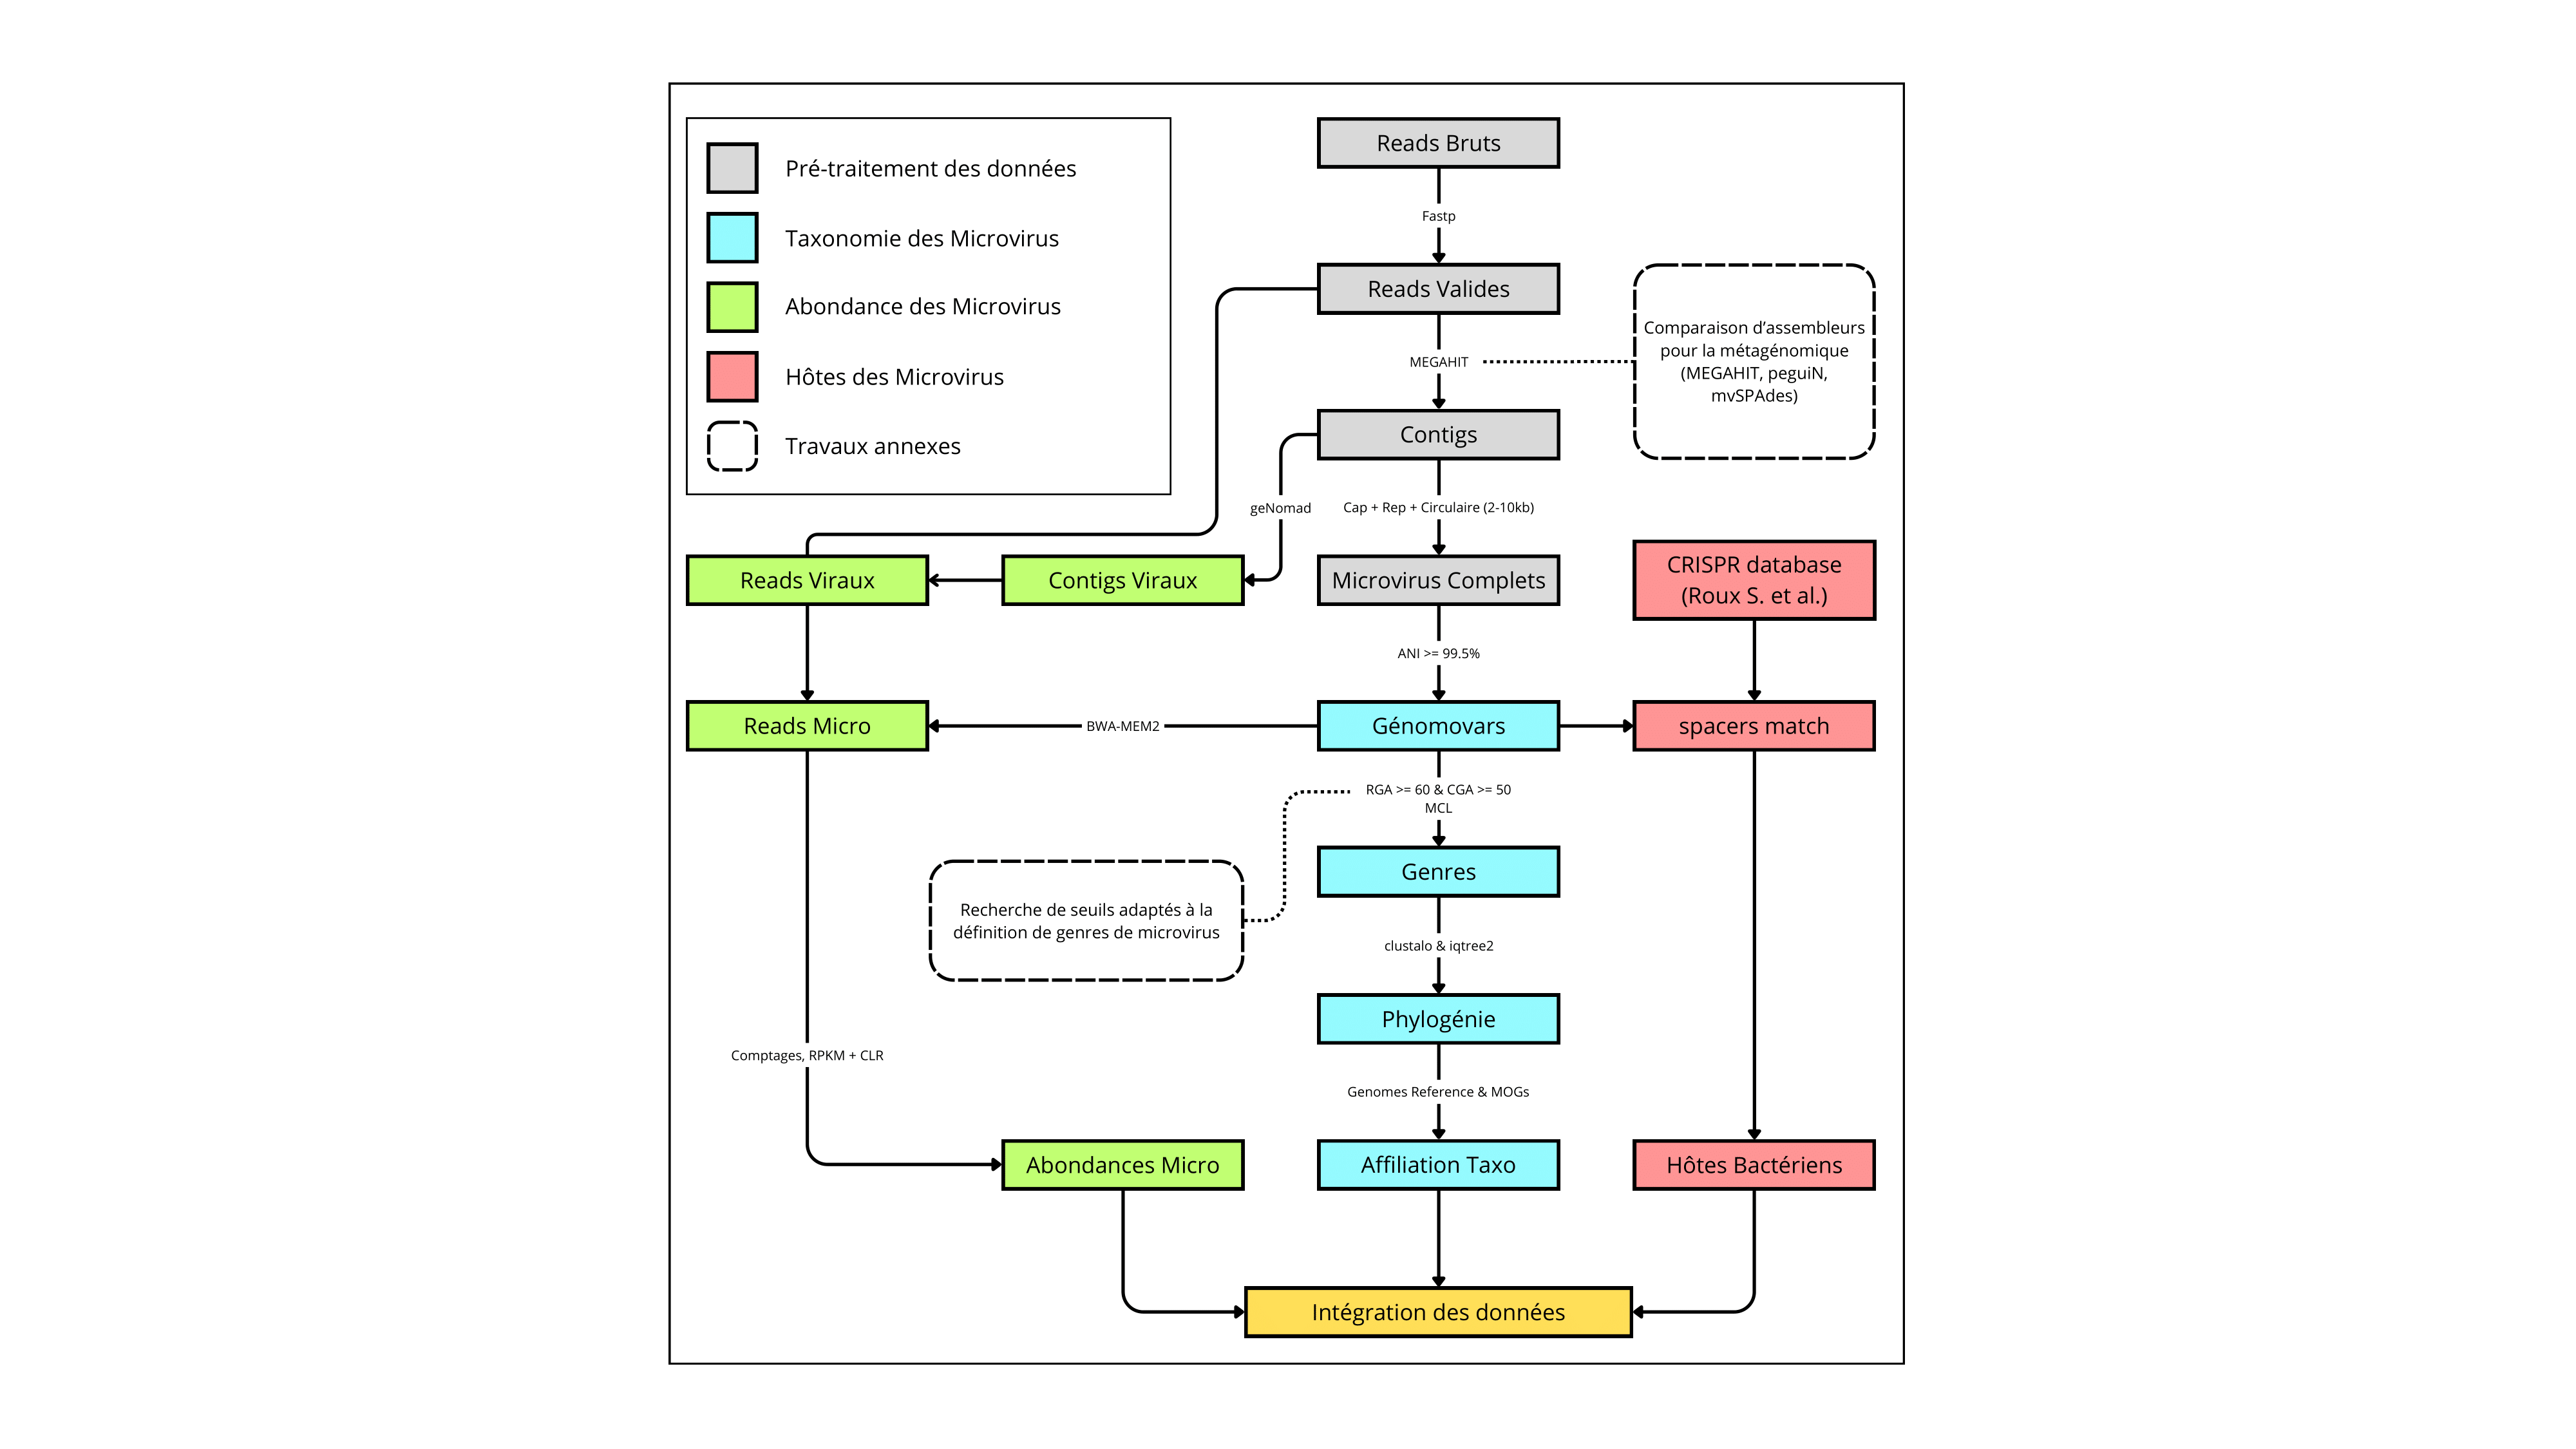 Pré-traitement des données
Taxonomie des Microvirus
Abondance des Microvirus
Hôtes des Microvirus
Travaux annexes
Reads Bruts
Fastp
Reads Valides
MEGAHIT
Comparaison d’assembleurs
pour la métagénomique
(MEGAHIT, peguiN,
mvSPAdes)
Contigs
geNomad
Cap + Rep + Circulaire (2-10kb)
Reads Viraux
Contigs Viraux
Microvirus Complets
CRISPR database
(Roux S. et al.)
ANI >= 99.5%
Reads Micro
BWA-MEM2
Génomovars
spacers match
RGA >= 60 & CGA >= 50
MCL
Genres
Recherche de seuils adaptés à la
définition de genres de microvirus
clustalo & iqtree2
Phylogénie
Comptages, RPKM + CLR
Genomes Reference & MOGs
Abondances Micro
Affiliation Taxo
Hôtes Bactériens
Intégration des données